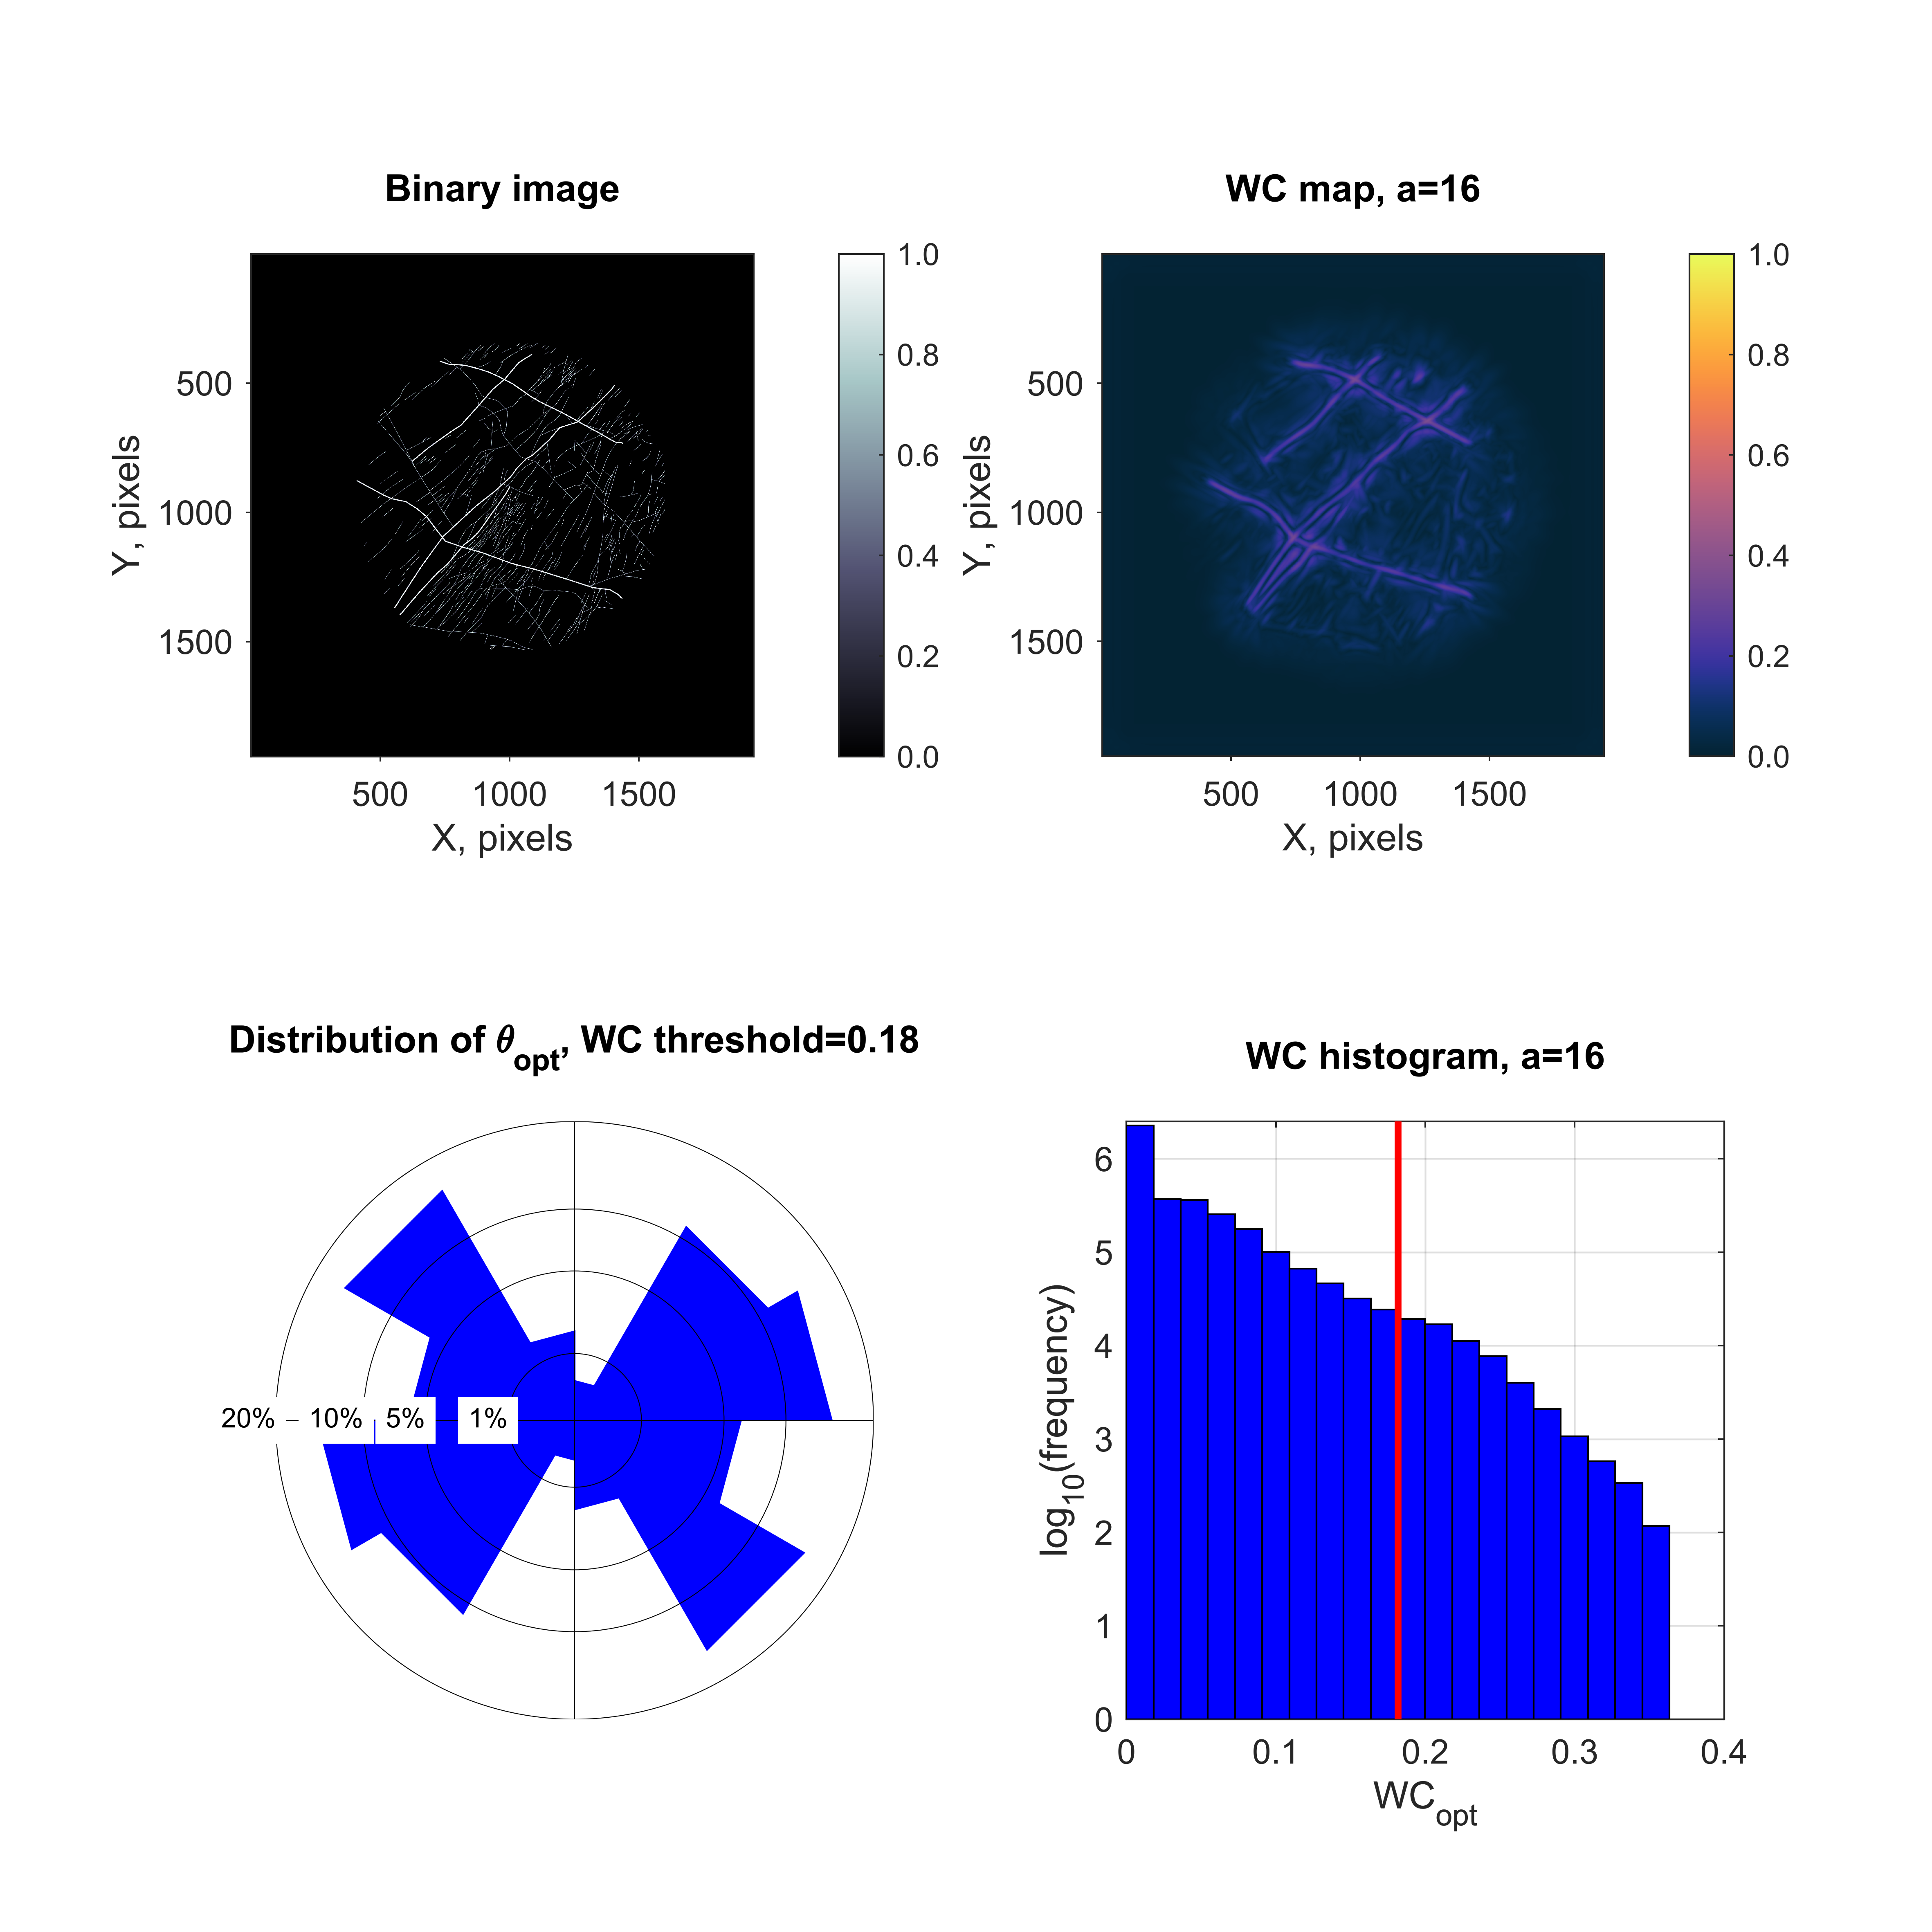 Binary image
1.0
0.8
0.6
0.4
0.2
0.0
500
1000
1500
Y, pixels
500 1000 1500
X, pixels
WC map, a=16
1.0
0.8
0.6
0.4
0.2
0.0
500
1000
1500
Y, pixels
500 1000 1500
X, pixels
Distribution of θopt, WC threshold=0.18
20% 10% 5% 1%
WC histogram, a=16
6
5
4
3
2
1
0
log10(frequency)
0 0.1 0.2 0.3 0.4
WCopt